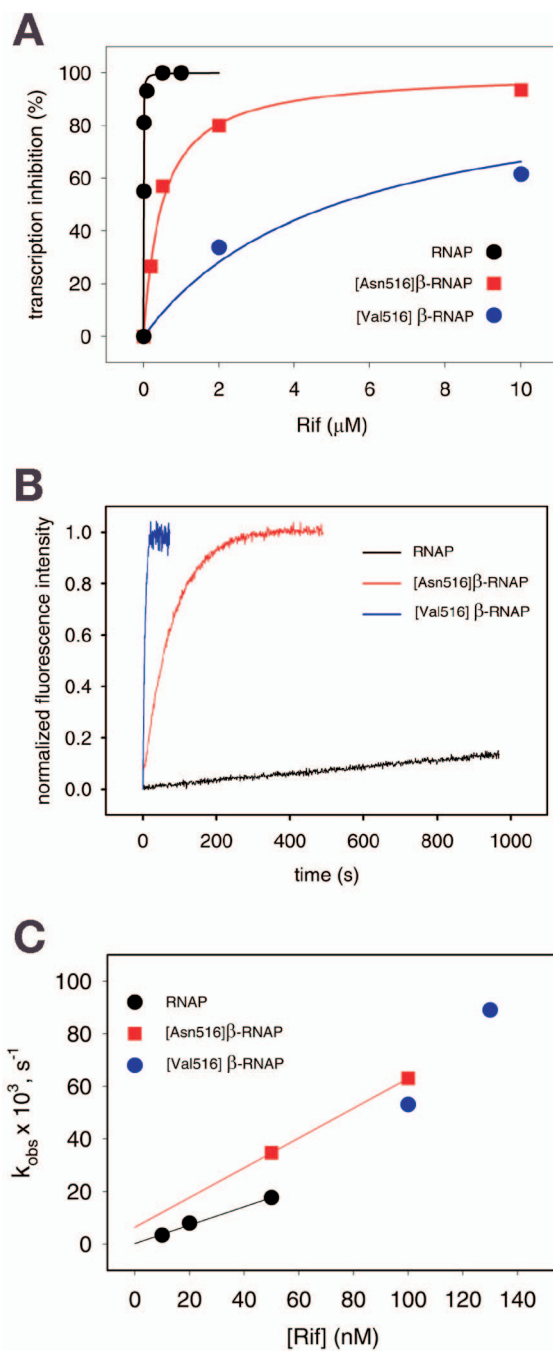 A
transcription inhibition (%)
100
80
60
40
20
0
RNAP
[Asn516]β-RNAP
[Val516] β-RNAP
0 2 4 6 8 10
Rif (μM)
B
normalized fluorescence intensity
1.0
0.8
0.6
0.4
0.2
0.0
RNAP
[Asn516]β-RNAP
[Val516] β-RNAP
0 200 400 600 800 1000
time (s)
C
kobs x 10³, s⁻¹
100
80
60
40
20
0
RNAP
[Asn516]β-RNAP
[Val516] β-RNAP
0 20 40 60 80 100 120 140
[Rif] (nM)